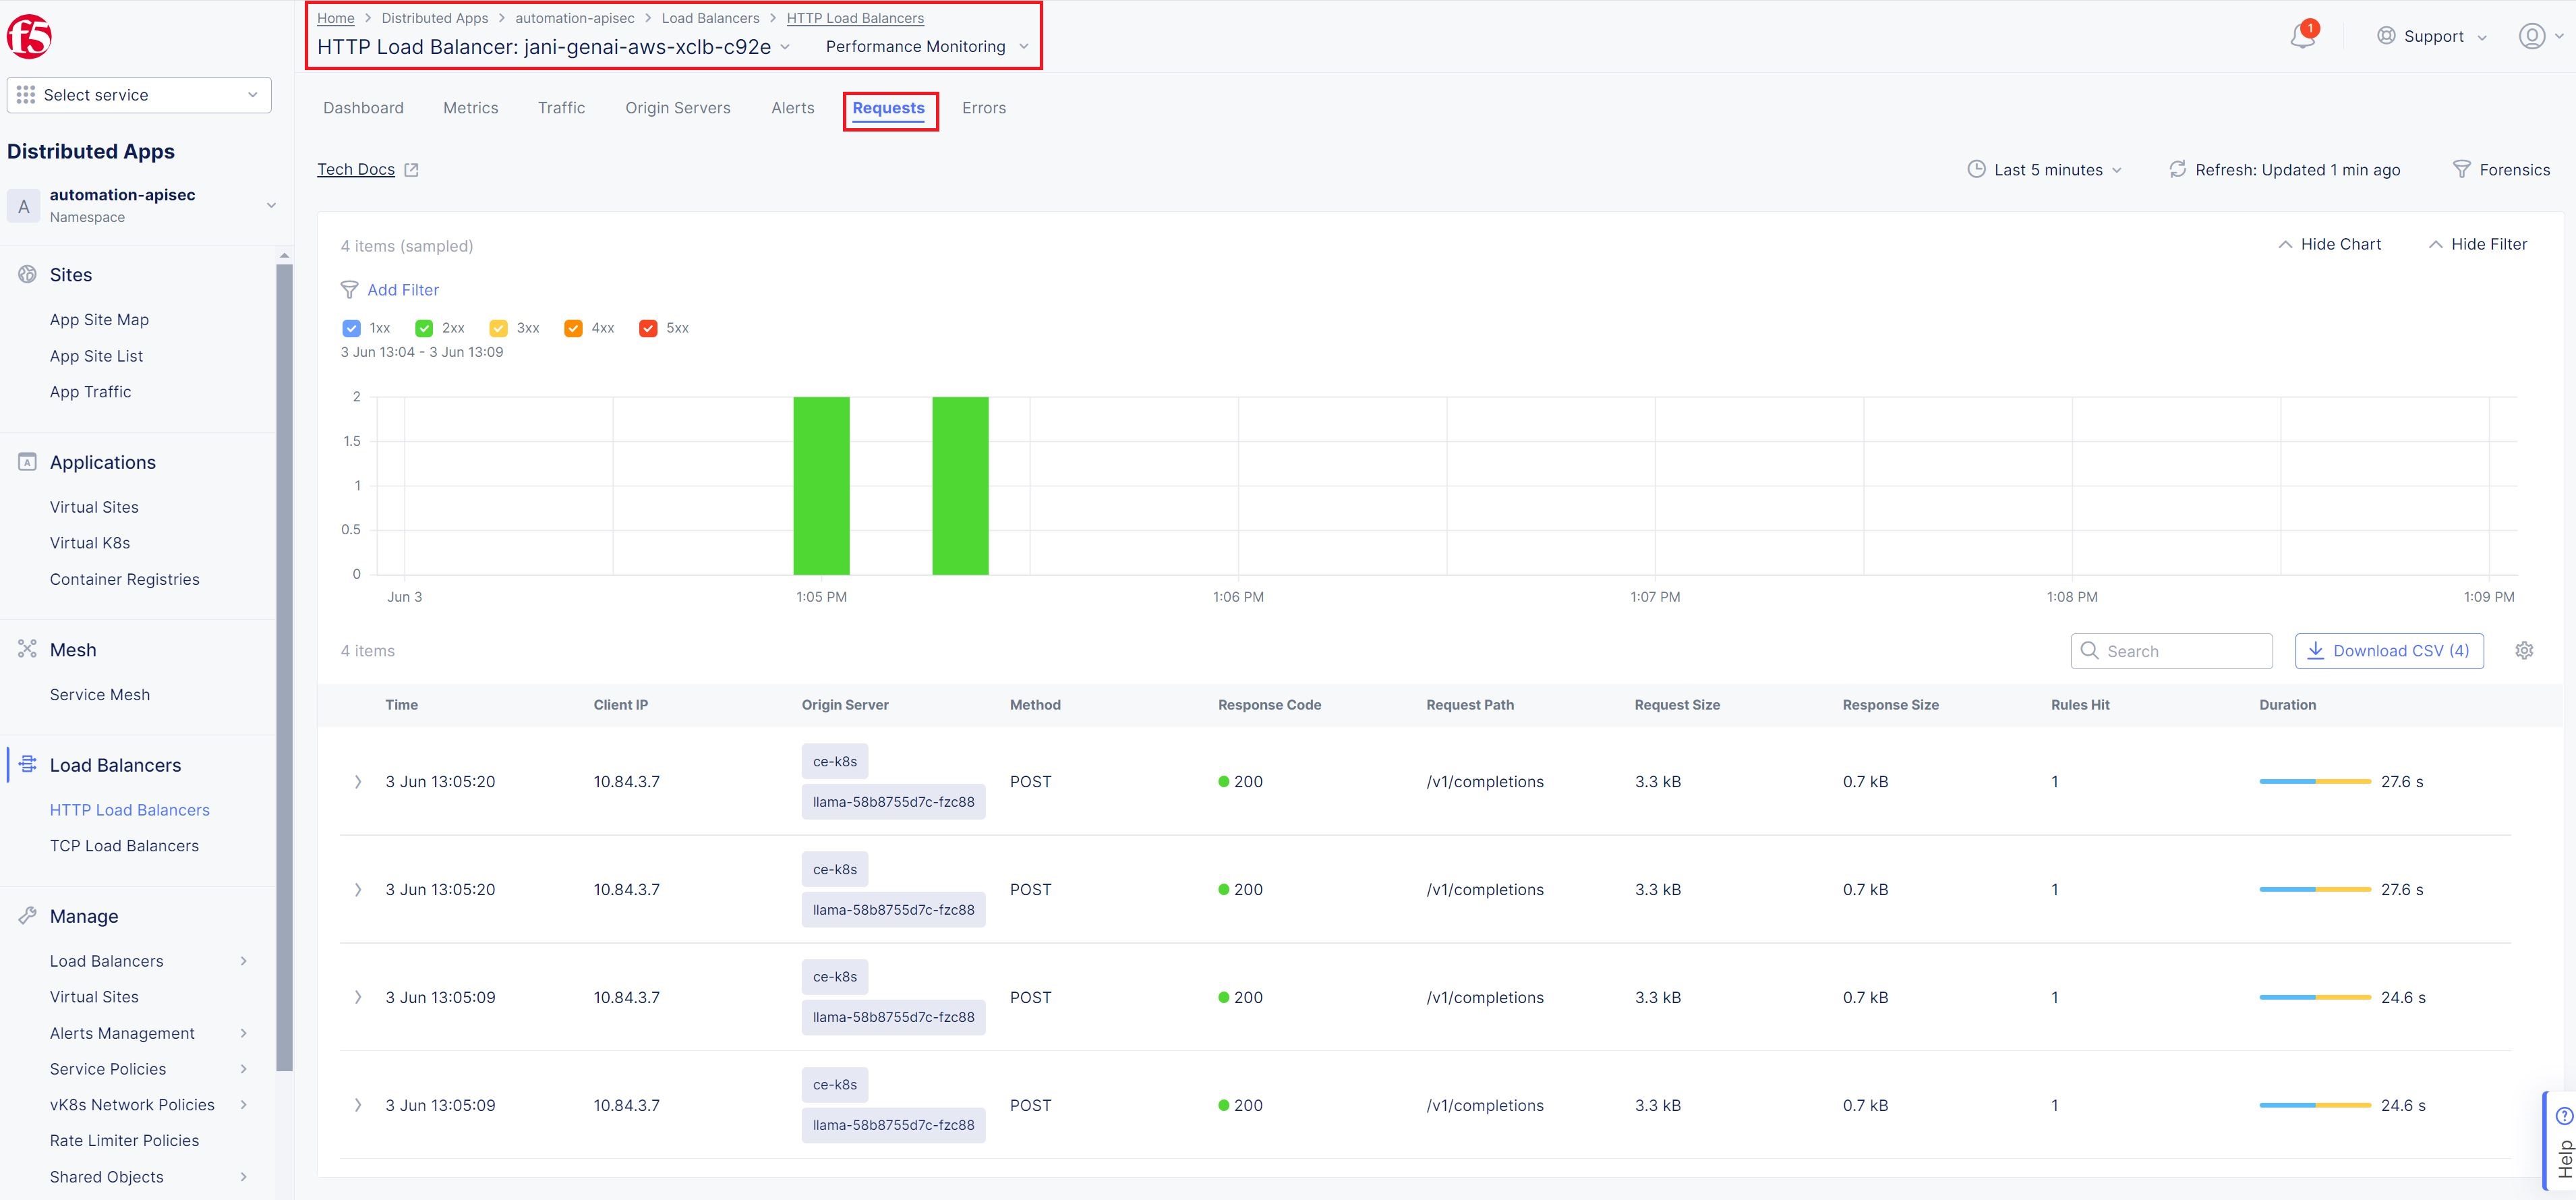 f5
Home > Distributed Apps > automation-apisec > Load Balancers > HTTP Load Balancers
HTTP Load Balancer: jani-genai-aws-xclb-c92e Performance Monitoring
1
Support
Select service
Dashboard Metrics Traffic Origin Servers Alerts Requests Errors
Distributed Apps
A
automation-apisec
Namespace
Tech Docs
Last 5 minutes Refresh: Updated 1 min ago Forensics
Sites
App Site Map
App Site List
App Traffic
Applications
Virtual Sites
Virtual K8s
Container Registries
Mesh
Service Mesh
Load Balancers
HTTP Load Balancers
TCP Load Balancers
Manage
Load Balancers
Virtual Sites
Alerts Management
Service Policies
vK8s Network Policies
Rate Limiter Policies
Shared Objects
4 items (sampled)
Hide Chart Hide Filter
Add Filter
1xx 2xx 3xx 4xx 5xx
3 Jun 13:04 - 3 Jun 13:09
2
1.5
1
0.5
0
Jun 3 1:05 PM 1:06 PM 1:07 PM 1:08 PM 1:09 PM
4 items
Search
Download CSV (4)
Time Client IP Origin Server Method Response Code Request Path Request Size Response Size Rules Hit Duration
ce-k8s
3 Jun 13:05:20 10.84.3.7 POST 200 /v1/completions 3.3 kB 0.7 kB 1 27.6 s
llama-58b8755d7c-fzc88
ce-k8s
3 Jun 13:05:20 10.84.3.7 POST 200 /v1/completions 3.3 kB 0.7 kB 1 27.6 s
llama-58b8755d7c-fzc88
ce-k8s
3 Jun 13:05:09 10.84.3.7 POST 200 /v1/completions 3.3 kB 0.7 kB 1 24.6 s
llama-58b8755d7c-fzc88
ce-k8s
3 Jun 13:05:09 10.84.3.7 POST 200 /v1/completions 3.3 kB 0.7 kB 1 24.6 s
llama-58b8755d7c-fzc88
Help